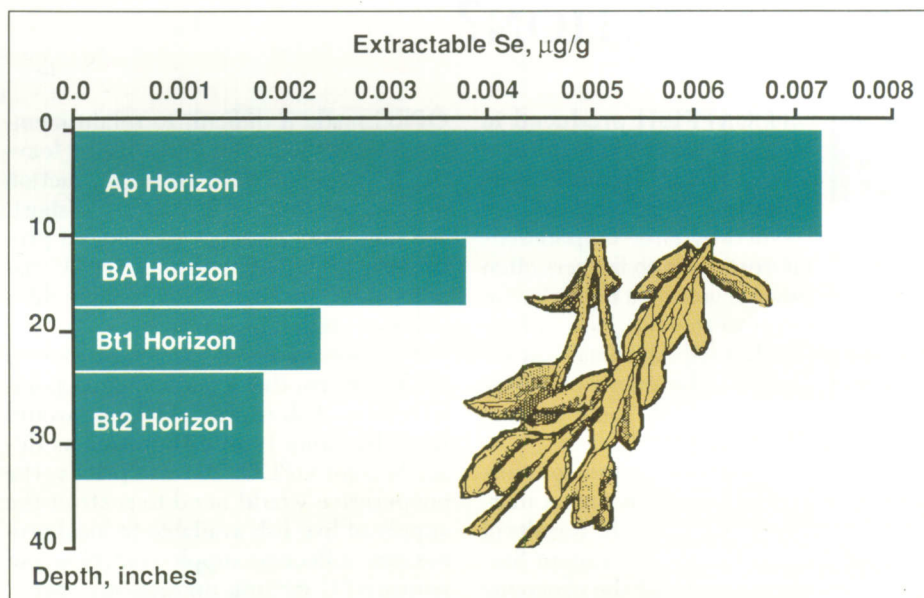 Extractable Se, µg/g
0.0 0.001 0.002 0.003 0.004 0.005 0.006 0.007 0.008
0
Ap Horizon
10
BA Horizon
20
Bt1 Horizon
Bt2 Horizon
30
40
Depth, inches